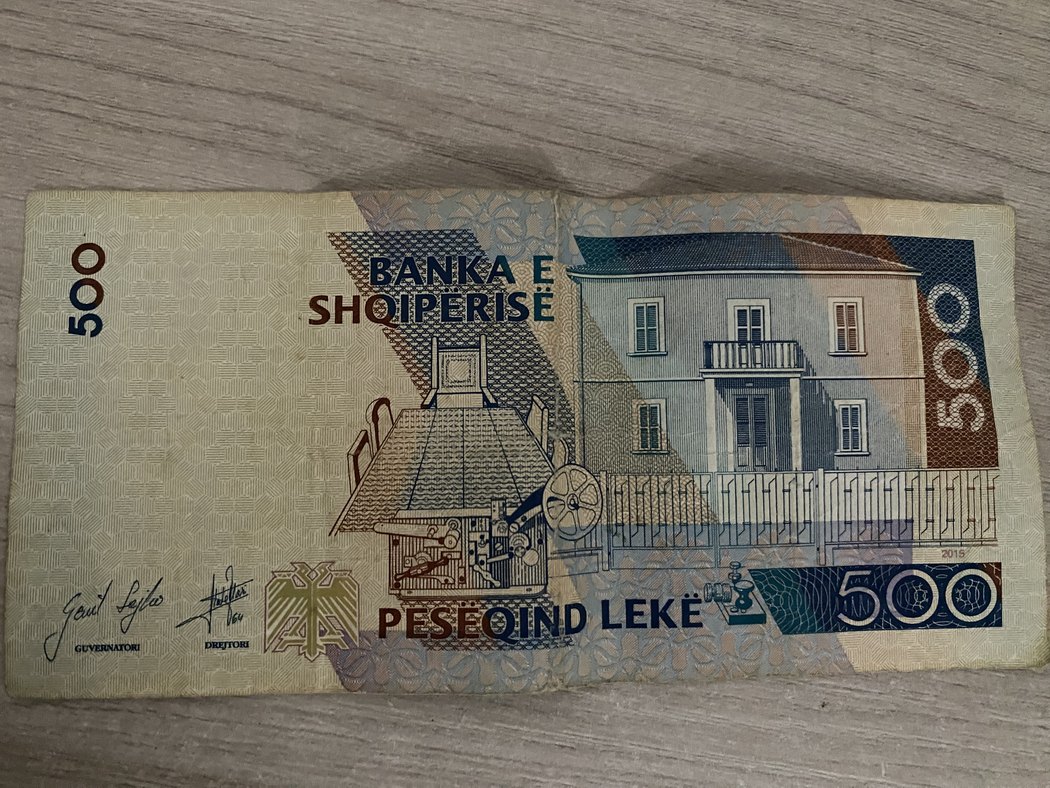 500
BANKA E
SHQIPËRISË
500
2015
GUVERNATORI
DREJTORI
PESËQIND LEKË
500